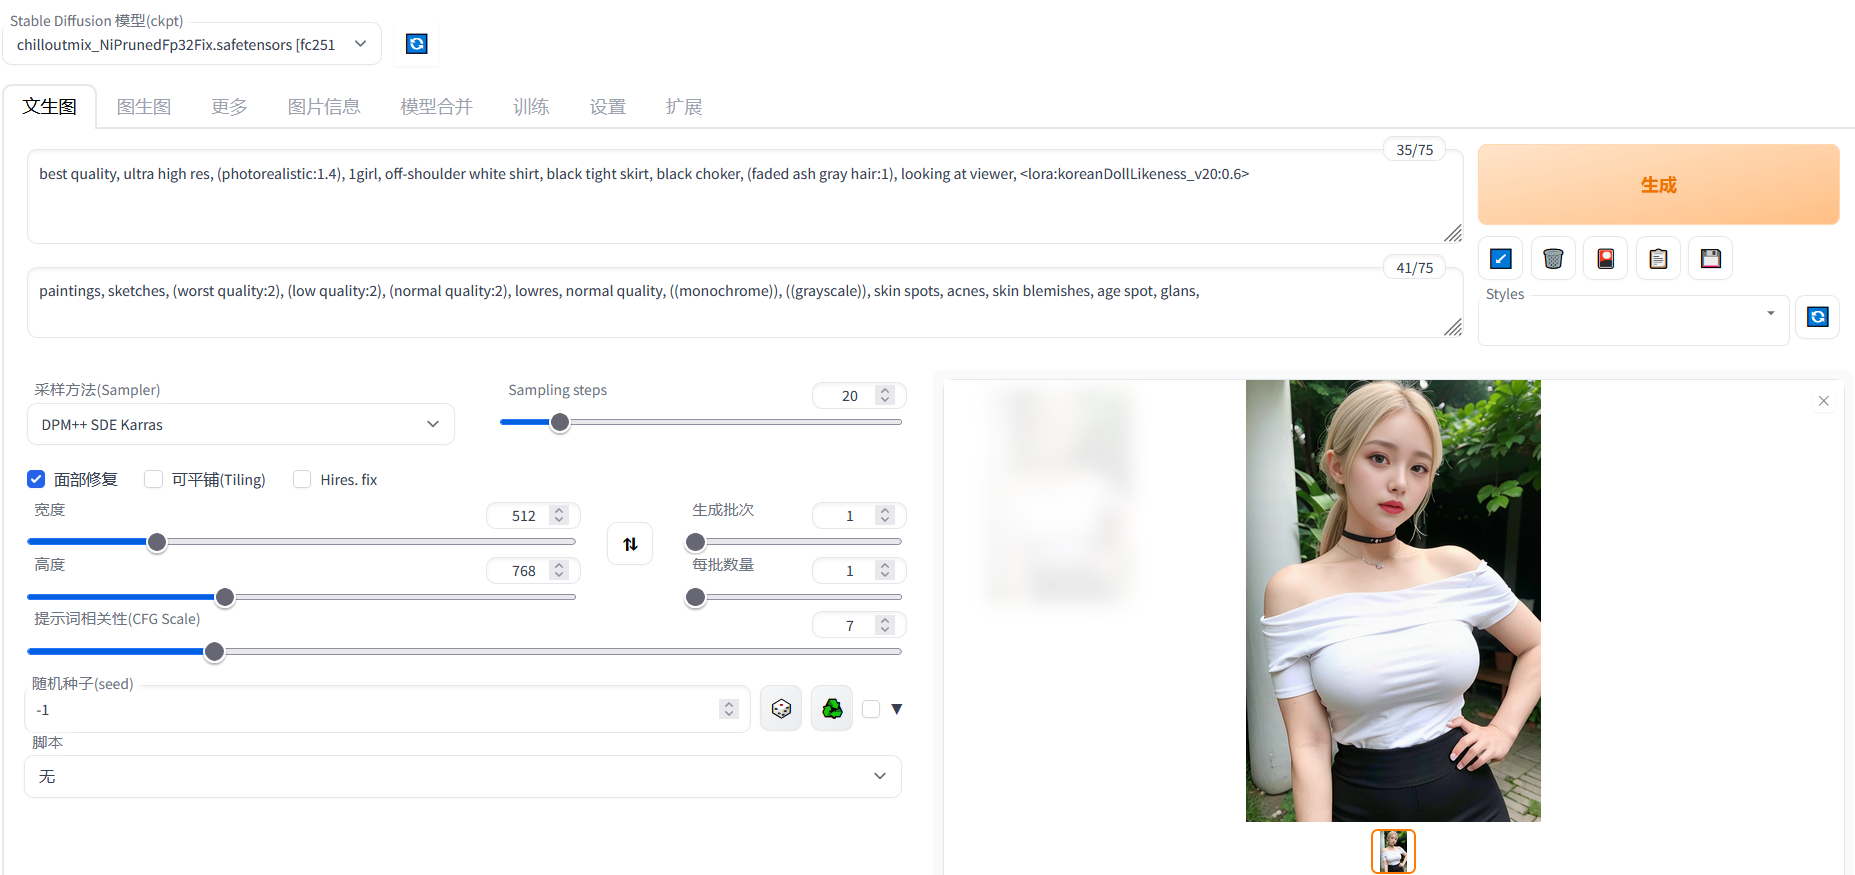 Stable Diffusion 模型(ckpt)
chilloutmix_NiPrunedFp32Fix.safetensors [fc251
文生图 图生图 更多 图片信息 模型合并 训练 设置 扩展
35/75
best quality, ultra high res, (photorealistic:1.4), 1girl, off-shoulder white shirt, black tight skirt, black choker, (faded ash gray hair:1), looking at viewer, <lora:koreanDollLikeness_v20:0.6>
生成
41/75
paintings, sketches, (worst quality:2), (low quality:2), (normal quality:2), lowres, normal quality, ((monochrome)), ((grayscale)), skin spots, acnes, skin blemishes, age spot, glans,
Styles
采样方法(Sampler)
DPM++ SDE Karras
Sampling steps
20
面部修复 可平铺(Tiling) Hires. fix
宽度
512
生成批次
1
高度
768
每批数量
1
提示词相关性(CFG Scale)
7
随机种子(seed)
-1
脚本
无